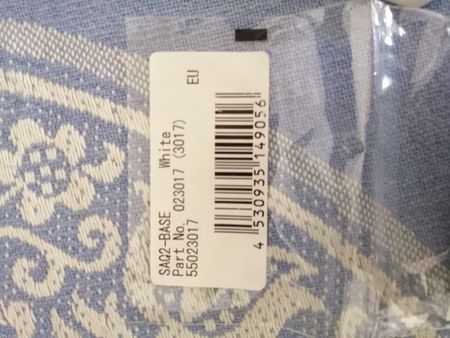 SAQ2-BASE White EU
Part No. 023017 (3017)
55023017
4 530935 149056